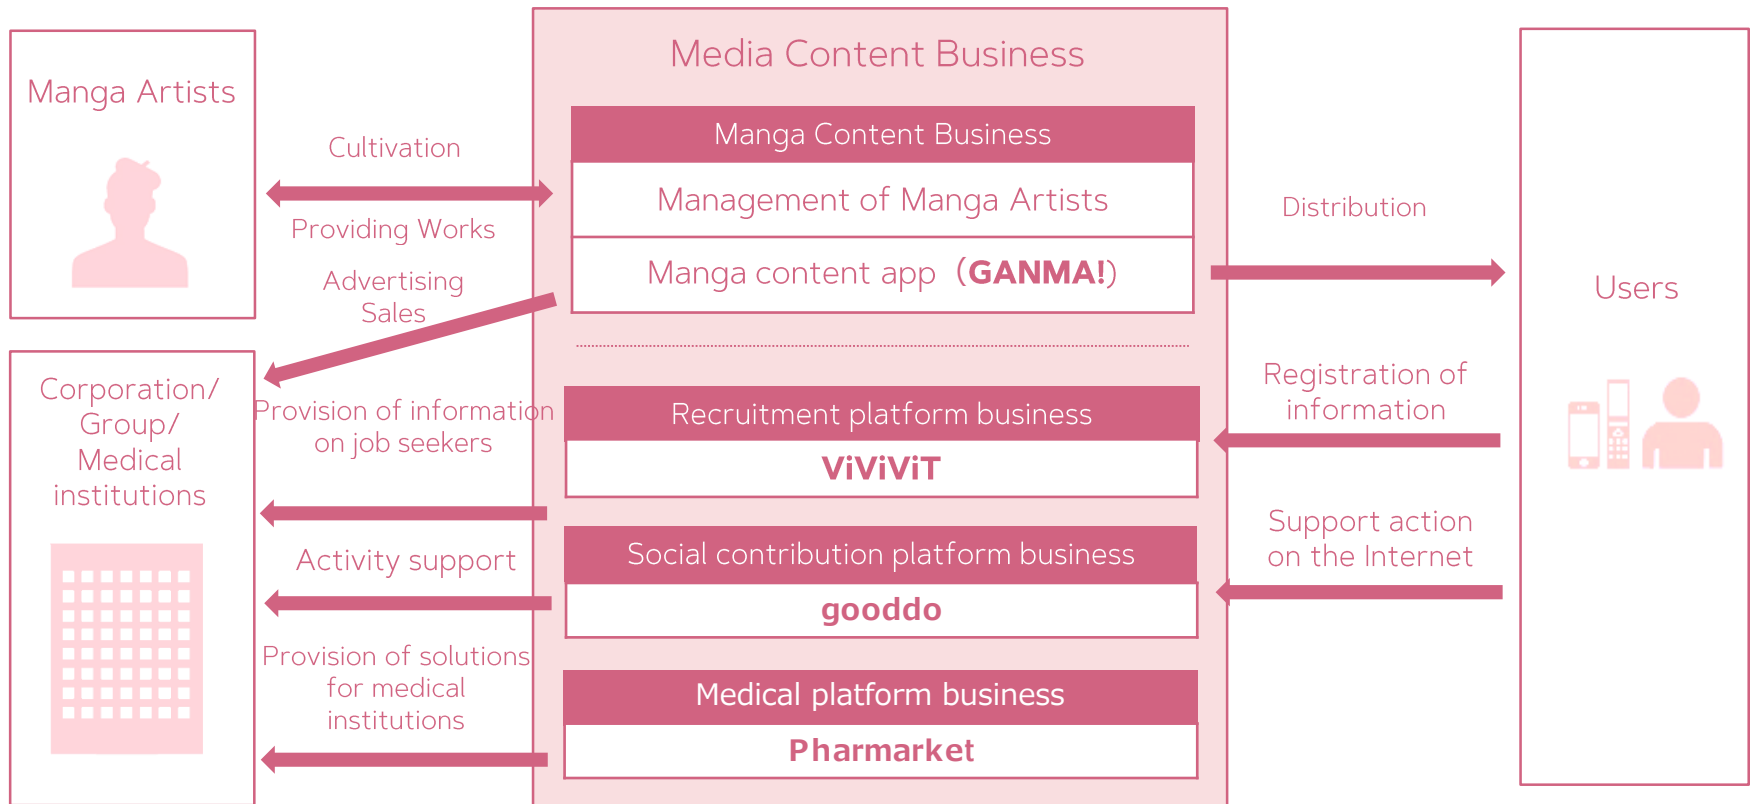 Media Content Business
Manga Artists
Cultivation
Providing Works
Advertising
Sales
Manga Content Business
Management of Manga Artists
Manga content app（GANMA!）
Distribution
Users
Corporation/
Group/
Medical
institutions
Provision of information
on job seekers
Recruitment platform business
ViViViT
Registration of
information
Activity support
Social contribution platform business
gooddo
Support action
on the Internet
Provision of solutions
for medical
institutions
Medical platform business
Pharmarket